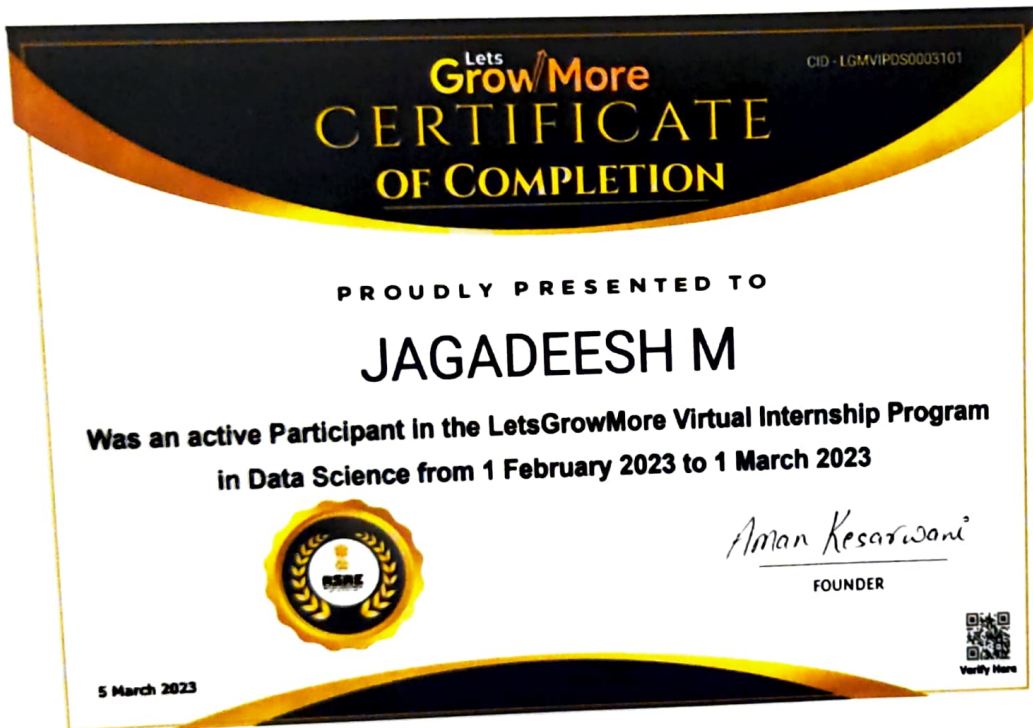 Lets
Grow More
CID - LGMVIPDS0003101
CERTIFICATE
OF COMPLETION
PROUDLY PRESENTED TO
JAGADEESH M
Was an active Participant in the LetsGrowMore Virtual Internship Program
in Data Science from 1 February 2023 to 1 March 2023
Aman Kesarwani
FOUNDER
5 March 2023
Verify Here